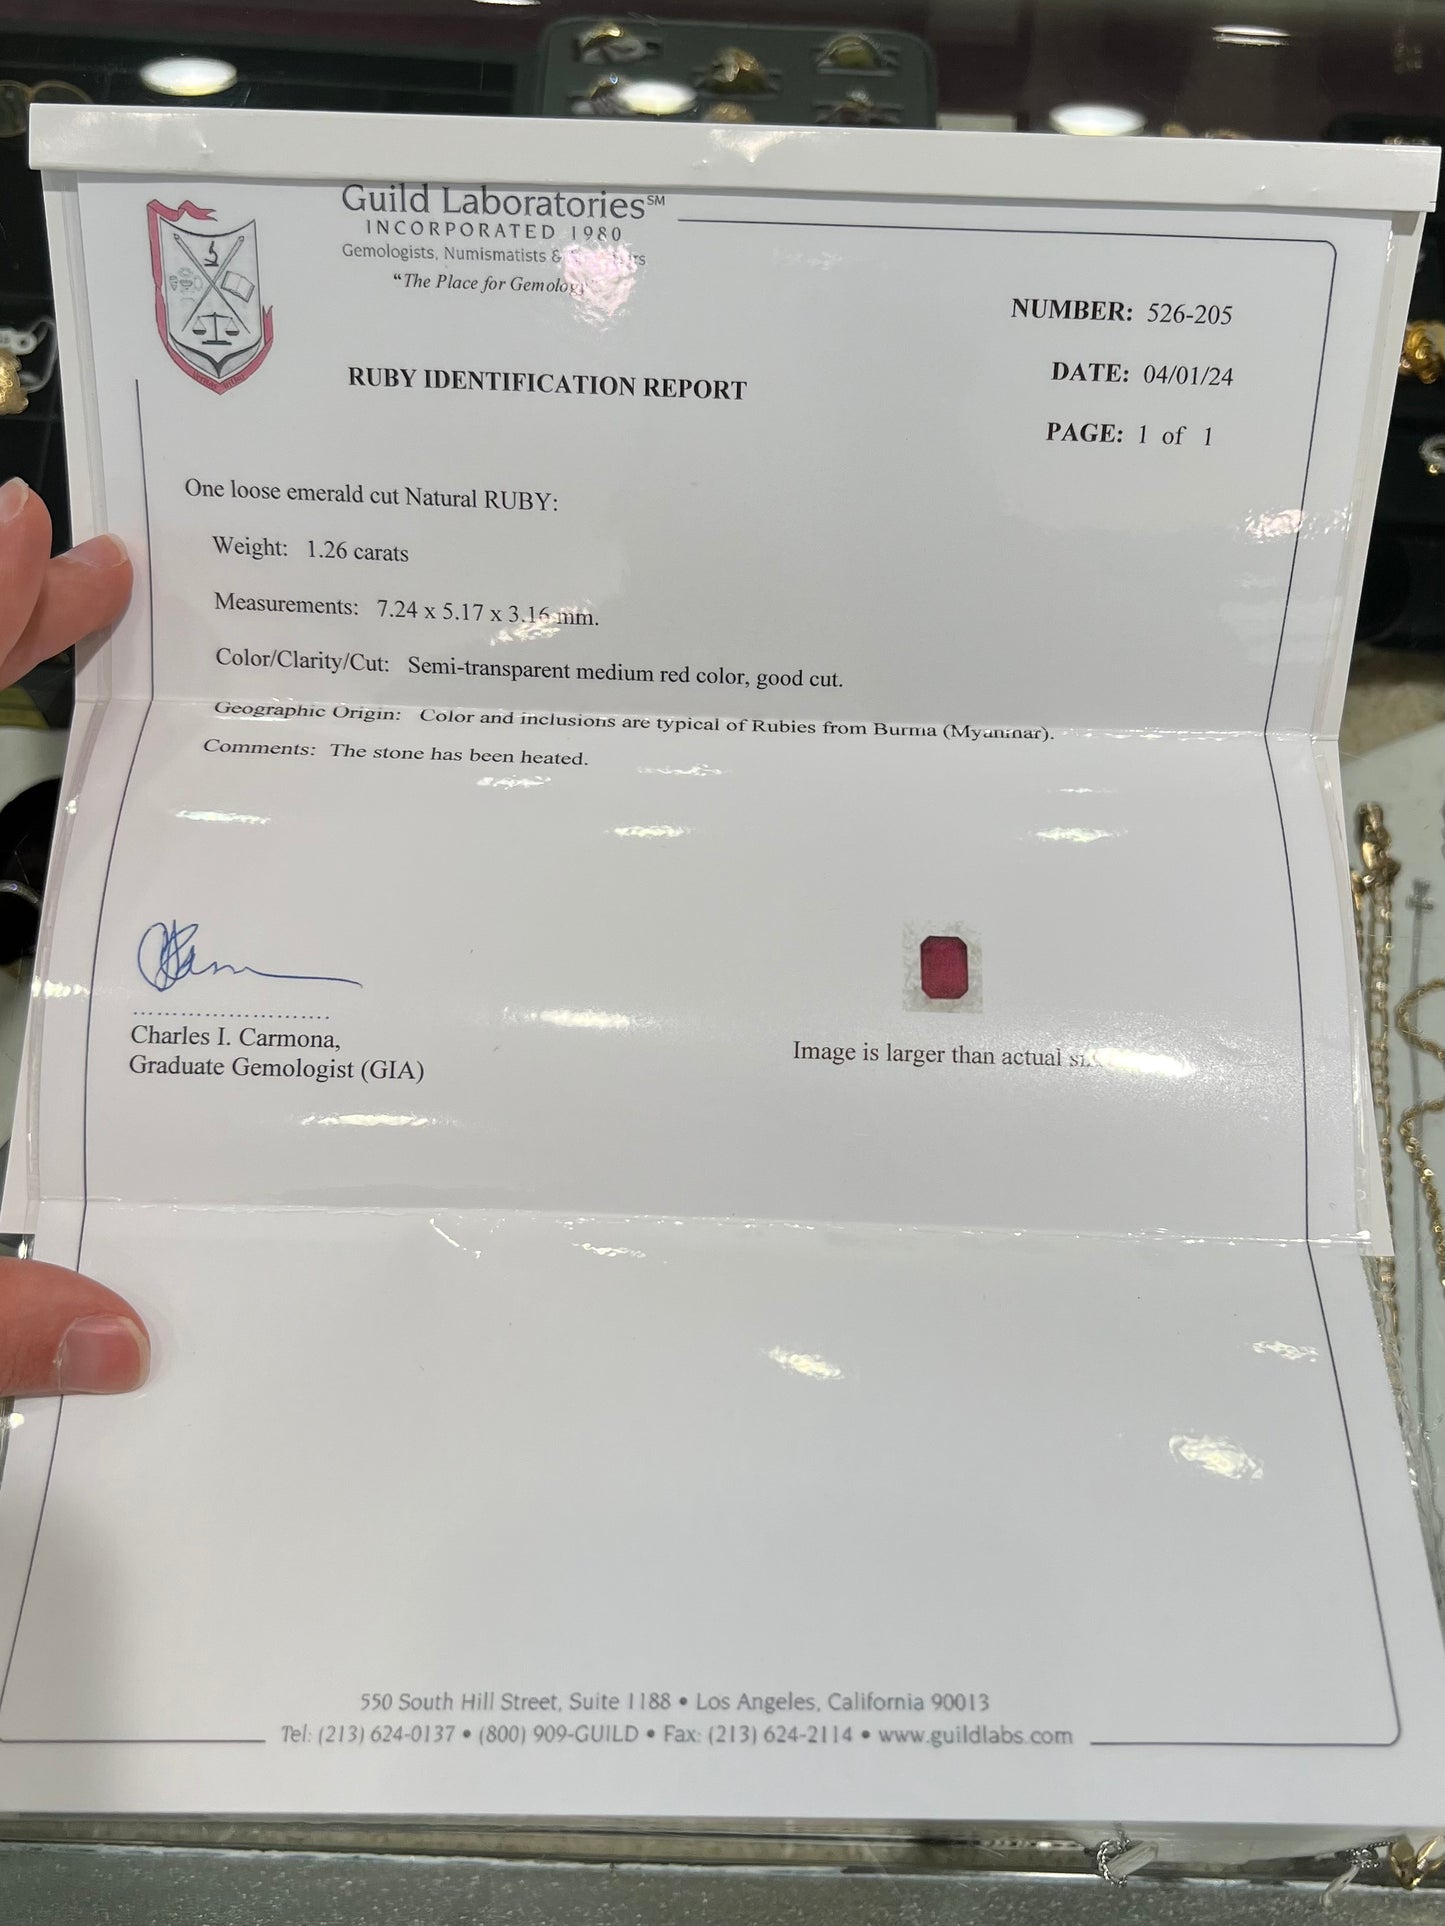 Guild Laboratories℠
INCORPORATED 1980
Gemologists, Numismatists &
"The Place for Gemology"
NUMBER: 526-205
DATE: 04/01/24
PAGE: 1 of 1
RUBY IDENTIFICATION REPORT
One loose emerald cut Natural RUBY:
Weight: 1.26 carats
Measurements: 7.24 x 5.17 x 3.16 mm.
Color/Clarity/Cut: Semi-transparent medium red color, good cut.
Geographic Origin: Color and inclusions are typical of Rubies from Burma (Myanmar).
Comments: The stone has been heated.
Charles I. Carmona,
Graduate Gemologist (GIA)
Image is larger than actual
550 South Hill Street, Suite 1188 • Los Angeles, California 90013
Tel: (213) 624-0137 • (800) 909-GUILD • Fax: (213) 624-2114 • www.guildlabs.com